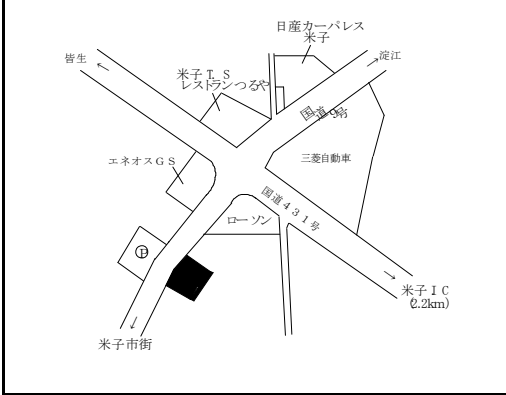 日産カーパレス
米子
皆生
←
→
淀江
米子T.S
レストランつるや
国道9号
エネオスGS
三菱自動車
国道431号
ローソン
P
→
米子IC
(2.2km)
←
米子市街